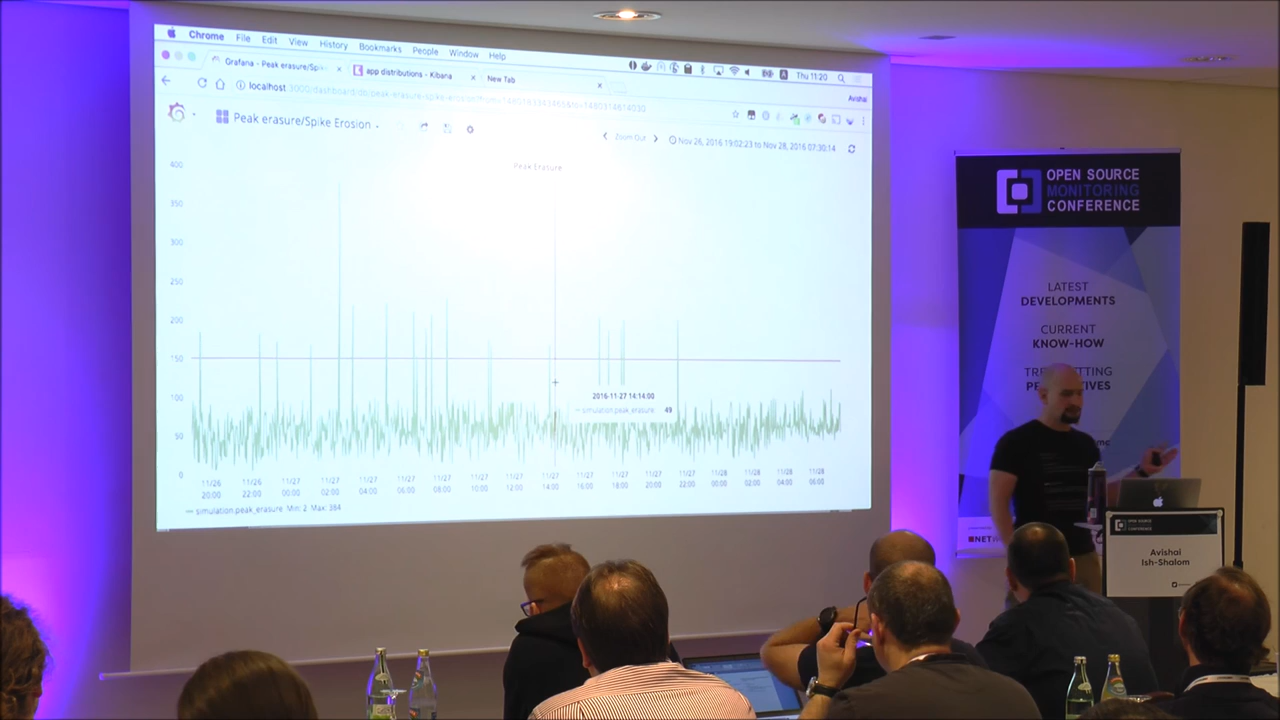 Chrome File Edit View History Bookmarks People Window Help
Thu 11:20
Grafana - Peak erasure/Spik
app distributions - Kibana
New Tab
Avishai
Peak erasure/Spike Erosion
Zoom Out
Nov 26, 2016 19:02:23 to Nov 28, 2016 07:30:14
Peak Erasure
400
350
300
250
200
150
100
50
0
2016-11-27 14:14:00
simulation.peak_erasure: 49
11/26 11/26 11/27 11/27 11/27 11/27 11/27 11/27 11/27 11/27 11/27 11/27 11/27 11/28 11/28 11/28 11/28
20:00 22:00 00:00 02:00 04:00 06:00 08:00 10:00 12:00 14:00 16:00 18:00 20:00 22:00 00:00 02:00 04:00 06:00
simulation.peak_erasure Min: 2 Max: 384
OPEN SOURCE
MONITORING
CONFERENCE
LATEST
DEVELOPMENTS
CURRENT
KNOW-HOW
OPEN SOURCE
CONFERENCE
Avishai
Ish-Shalom